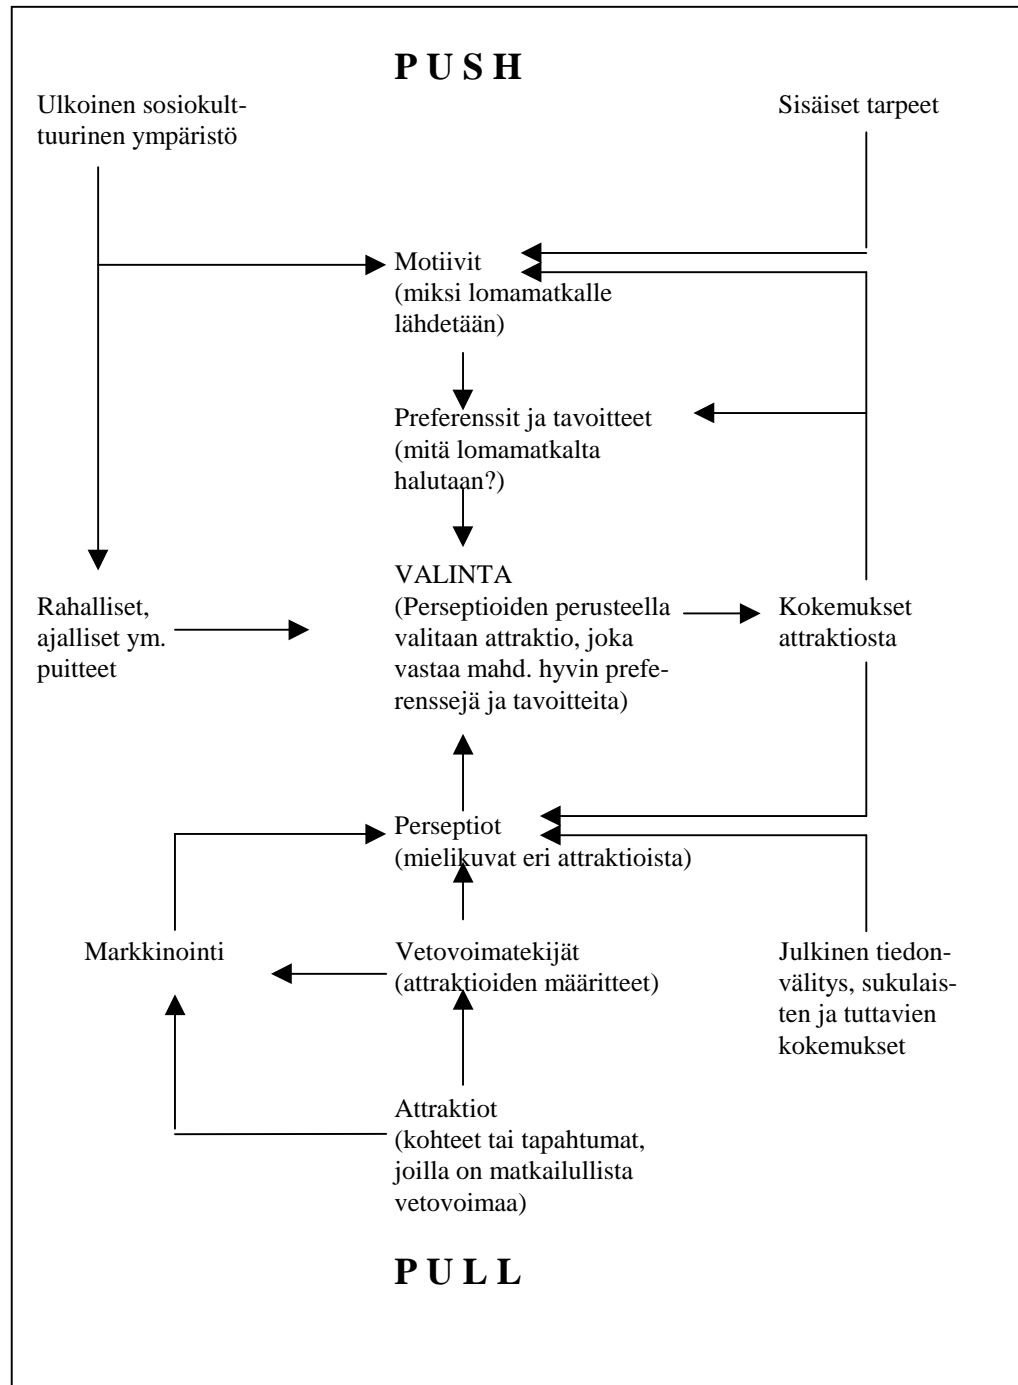 P U S H
Ulkoinen sosiokult-
tuurinen ympäristö
Sisäiset tarpeet
Motiivit
(miksi lomamatkalle
lähdetään)
Preferenssit ja tavoitteet
(mitä lomamatkalta
halutaan?)
Rahalliset,
ajalliset ym.
puitteet
VALINTA
(Perseptioiden perusteella
valitaan attraktio, joka
vastaa mahd. hyvin prefe-
renssejä ja tavoitteita)
Kokemukset
attraktiosta
Perseptiot
(mielikuvat eri attraktioista)
Markkinointi
Vetovoimatekijät
(attraktioiden määritteet)
Julkinen tiedon-
välitys, sukulais-
ten ja tuttavien
kokemukset
Attraktiot
(kohteet tai tapahtumat,
joilla on matkailullista
vetovoimaa)
P U L L